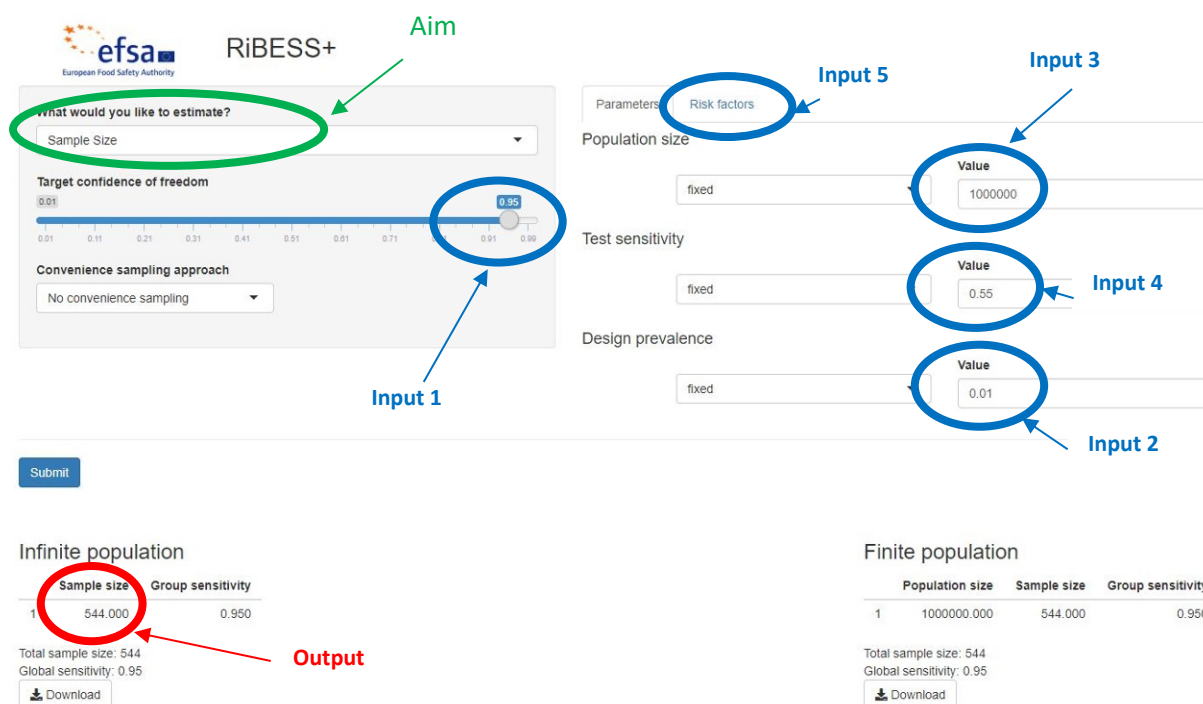 Aim
efsa
European Food Safety Authority
RiBESS+
What would you like to estimate?
Sample Size
Target confidence of freedom
0.01
0.95
0.01 0.11 0.21 0.31 0.41 0.51 0.61 0.71 0.91 0.99
Convenience sampling approach
No convenience sampling
Input 1
Input 5
Input 3
Parameters
Risk factors
Population size
Value
fixed
1000000
Test sensitivity
Value
fixed
0.55
Input 4
Design prevalence
Value
fixed
0.01
Input 2
Submit
Infinite population
Sample size Group sensitivity
1 544.000 0.950
Total sample size: 544
Global sensitivity: 0.95
Download
Output
Finite population
Population size Sample size Group sensitivity
1 1000000.000 544.000 0.950
Total sample size: 544
Global sensitivity: 0.95
Download